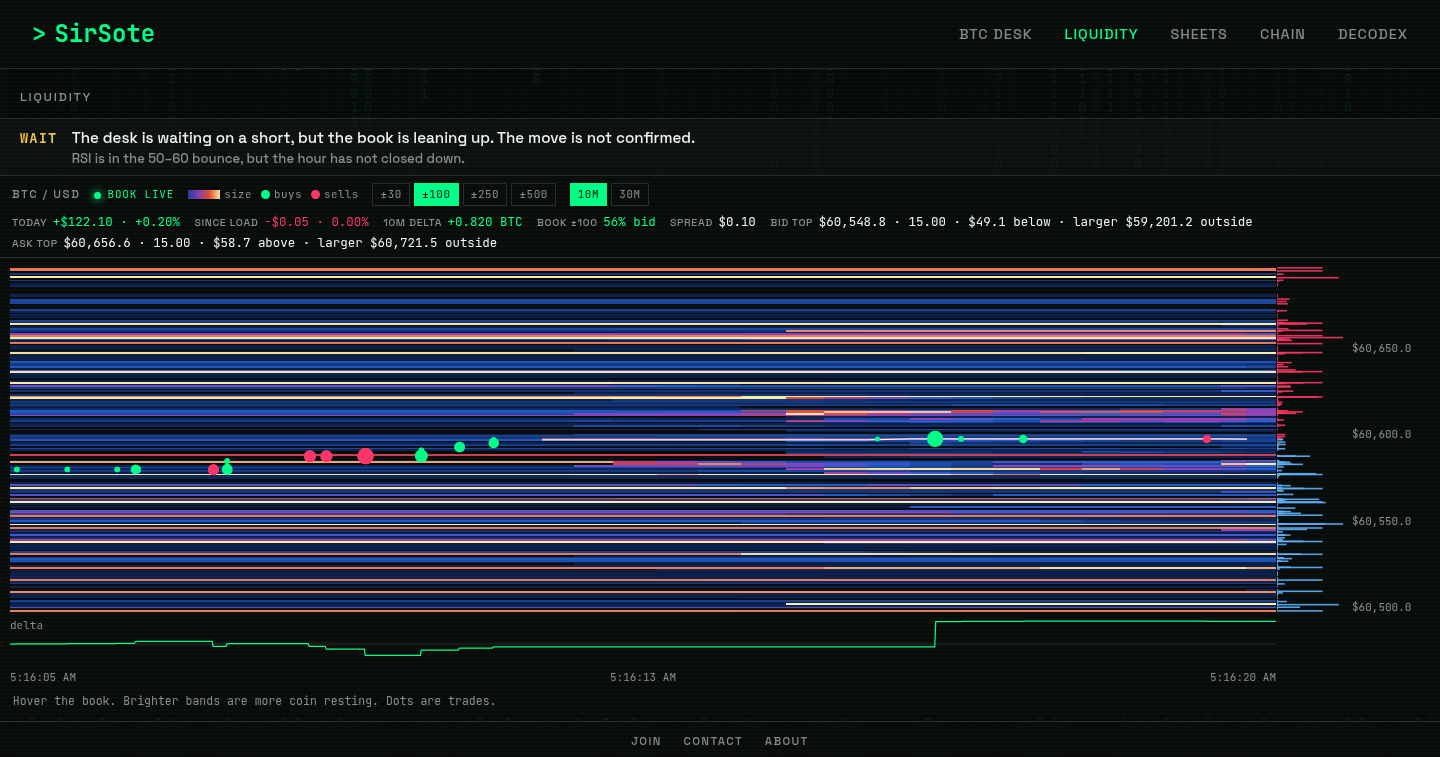 > SirSote
BTC DESK LIQUIDITY SHEETS CHAIN DECODEX
LIQUIDITY
WAIT The desk is waiting on a short, but the book is leaning up. The move is not confirmed.
RSI is in the 50–60 bounce, but the hour has not closed down.
BTC / USD BOOK LIVE size buys sells ±30 ±100 ±250 ±500 10M 30M
TODAY +$122.10 · +0.20% SINCE LOAD -$0.05 · 0.00% 10M DELTA +0.820 BTC BOOK ±100 56% bid SPREAD $0.10 BID TOP $60,548.8 · 15.00 · $49.1 below · larger $59,201.2 outside
ASK TOP $60,656.6 · 15.00 · $58.7 above · larger $60,721.5 outside
$60,650.0
$60,600.0
$60,550.0
$60,500.0
delta
5:16:05 AM 5:16:13 AM 5:16:20 AM
Hover the book. Brighter bands are more coin resting. Dots are trades.
JOIN CONTACT ABOUT